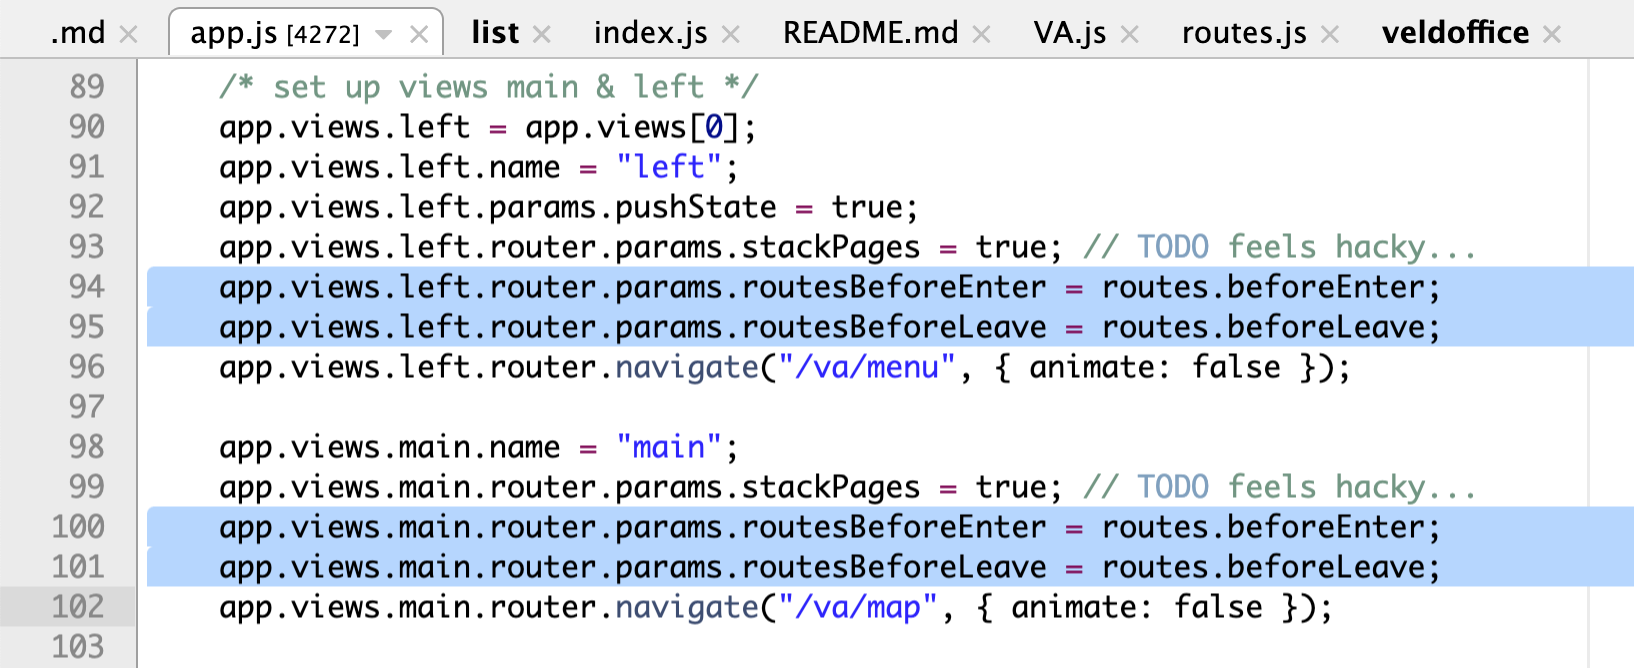 .md × app.js [4272] × list × index.js × README.md × VA.js × routes.js × veldoffice ×
89 /* set up views main & left */
90 app.views.left = app.views[0];
91 app.views.left.name = "left";
92 app.views.left.params.pushState = true;
93 app.views.left.router.params.stackPages = true; // TODO feels hacky...
94 app.views.left.router.params.routesBeforeEnter = routes.beforeEnter;
95 app.views.left.router.params.routesBeforeLeave = routes.beforeLeave;
96 app.views.left.router.navigate("/va/menu", { animate: false });
97
98 app.views.main.name = "main";
99 app.views.main.router.params.stackPages = true; // TODO feels hacky...
100 app.views.main.router.params.routesBeforeEnter = routes.beforeEnter;
101 app.views.main.router.params.routesBeforeLeave = routes.beforeLeave;
102 app.views.main.router.navigate("/va/map", { animate: false });
103